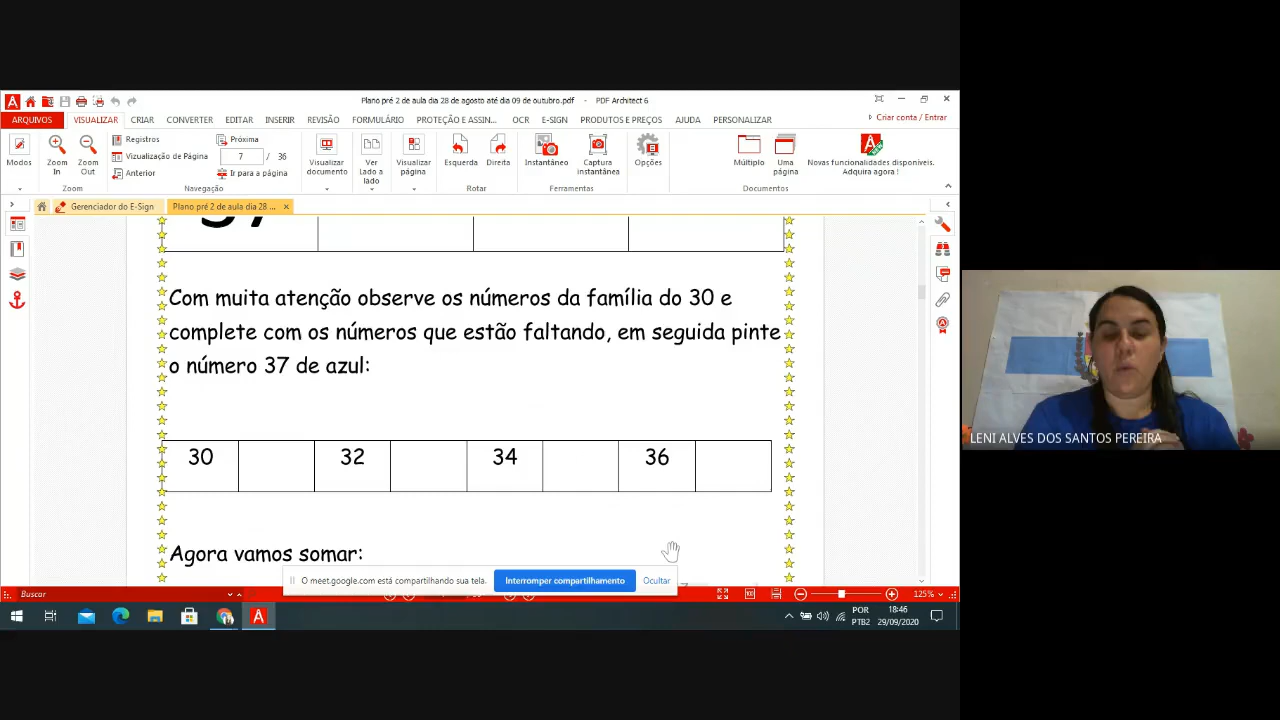 Plano pré 2 de aula dia 28 de agosto até dia 09 de outubro.pdf - PDF Architect 6
ARQUIVOS VISUALIZAR CRIAR CONVERTER EDITAR INSERIR REVISÃO FORMULÁRIO PROTEÇÃO E ASSIN... OCR E-SIGN PRODUTOS E PREÇOS AJUDA PERSONALIZAR Criar conta / Entrar
Modos
Zoom In
Zoom Out
Zoom
Registros
Vizualização de Página
Anterior
Próxima
7 / 36
Ir para a página
Navegação
Visualizar documento
Ver Lado a lado
Visualizar página
Esquerda
Direita
Rotar
Instantâneo
Captura instantânea
Ferramentas
Opções
Múltiplo
Uma página
Documentos
Novas funcionalidades disponíveis.
Adquira agora !
Gerenciador do E-Sign
Plano pré 2 de aula dia 28 ...
37
Com muita atenção observe os números da família do 30 e
complete com os números que estão faltando, em seguida pinte
o número 37 de azul:
30 32 34 36
Agora vamos somar:
O meet.google.com está compartilhando sua tela. Interromper compartilhamento Ocultar
Buscar
125%
POR
PTB2
18:46
29/09/2020
LENI ALVES DOS SANTOS PEREIRA